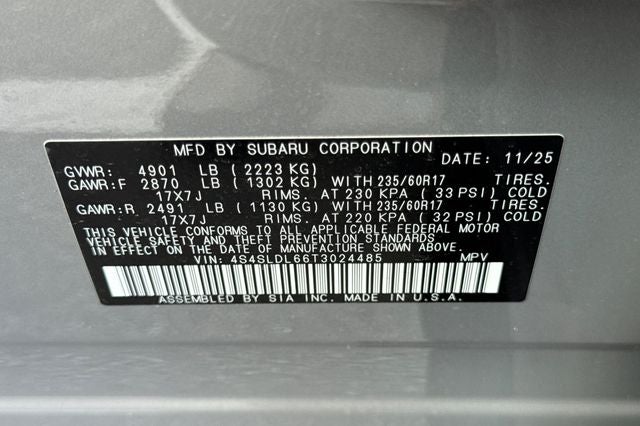 MFD BY SUBARU CORPORATION
GVWR: 4901 LB (2223 KG) DATE: 11/25
GAWR:F 2870 LB (1302 KG) WITH 235/60R17 TIRES.
17X7J RIMS. AT 230 KPA (33 PSI) COLD
GAWR:R 2491 LB (1130 KG) WITH 235/60R17 TIRES.
17X7J RIMS. AT 220 KPA (32 PSI) COLD
THIS VEHICLE CONFORMS TO ALL APPLICABLE FEDERAL MOTOR
VEHICLE SAFETY AND THEFT PREVENTION STANDARDS
IN EFFECT ON THE DATE OF MANUFACTURE SHOWN ABOVE.
VIN: 4S4SLDL66T3024485 MPV
ASSEMBLED BY SIA INC. MADE IN U.S.A.